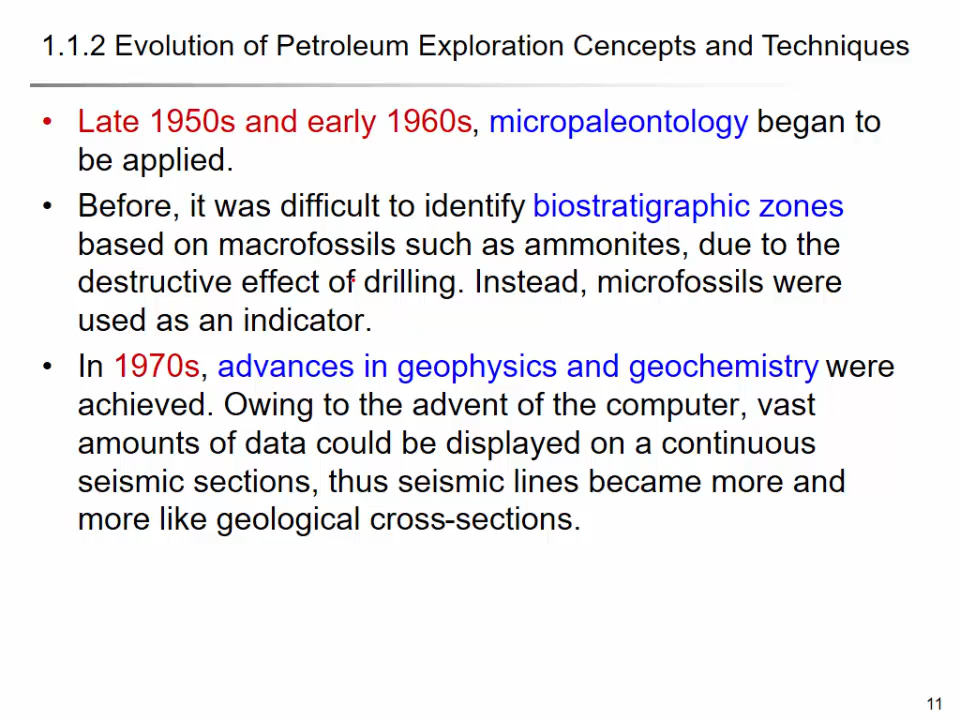 1.1.2 Evolution of Petroleum Exploration Cencepts and Techniques
• Late 1950s and early 1960s, micropaleontology began to
be applied.
• Before, it was difficult to identify biostratigraphic zones
based on macrofossils such as ammonites, due to the
destructive effect of drilling. Instead, microfossils were
used as an indicator.
• In 1970s, advances in geophysics and geochemistry were
achieved. Owing to the advent of the computer, vast
amounts of data could be displayed on a continuous
seismic sections, thus seismic lines became more and
more like geological cross-sections.
11